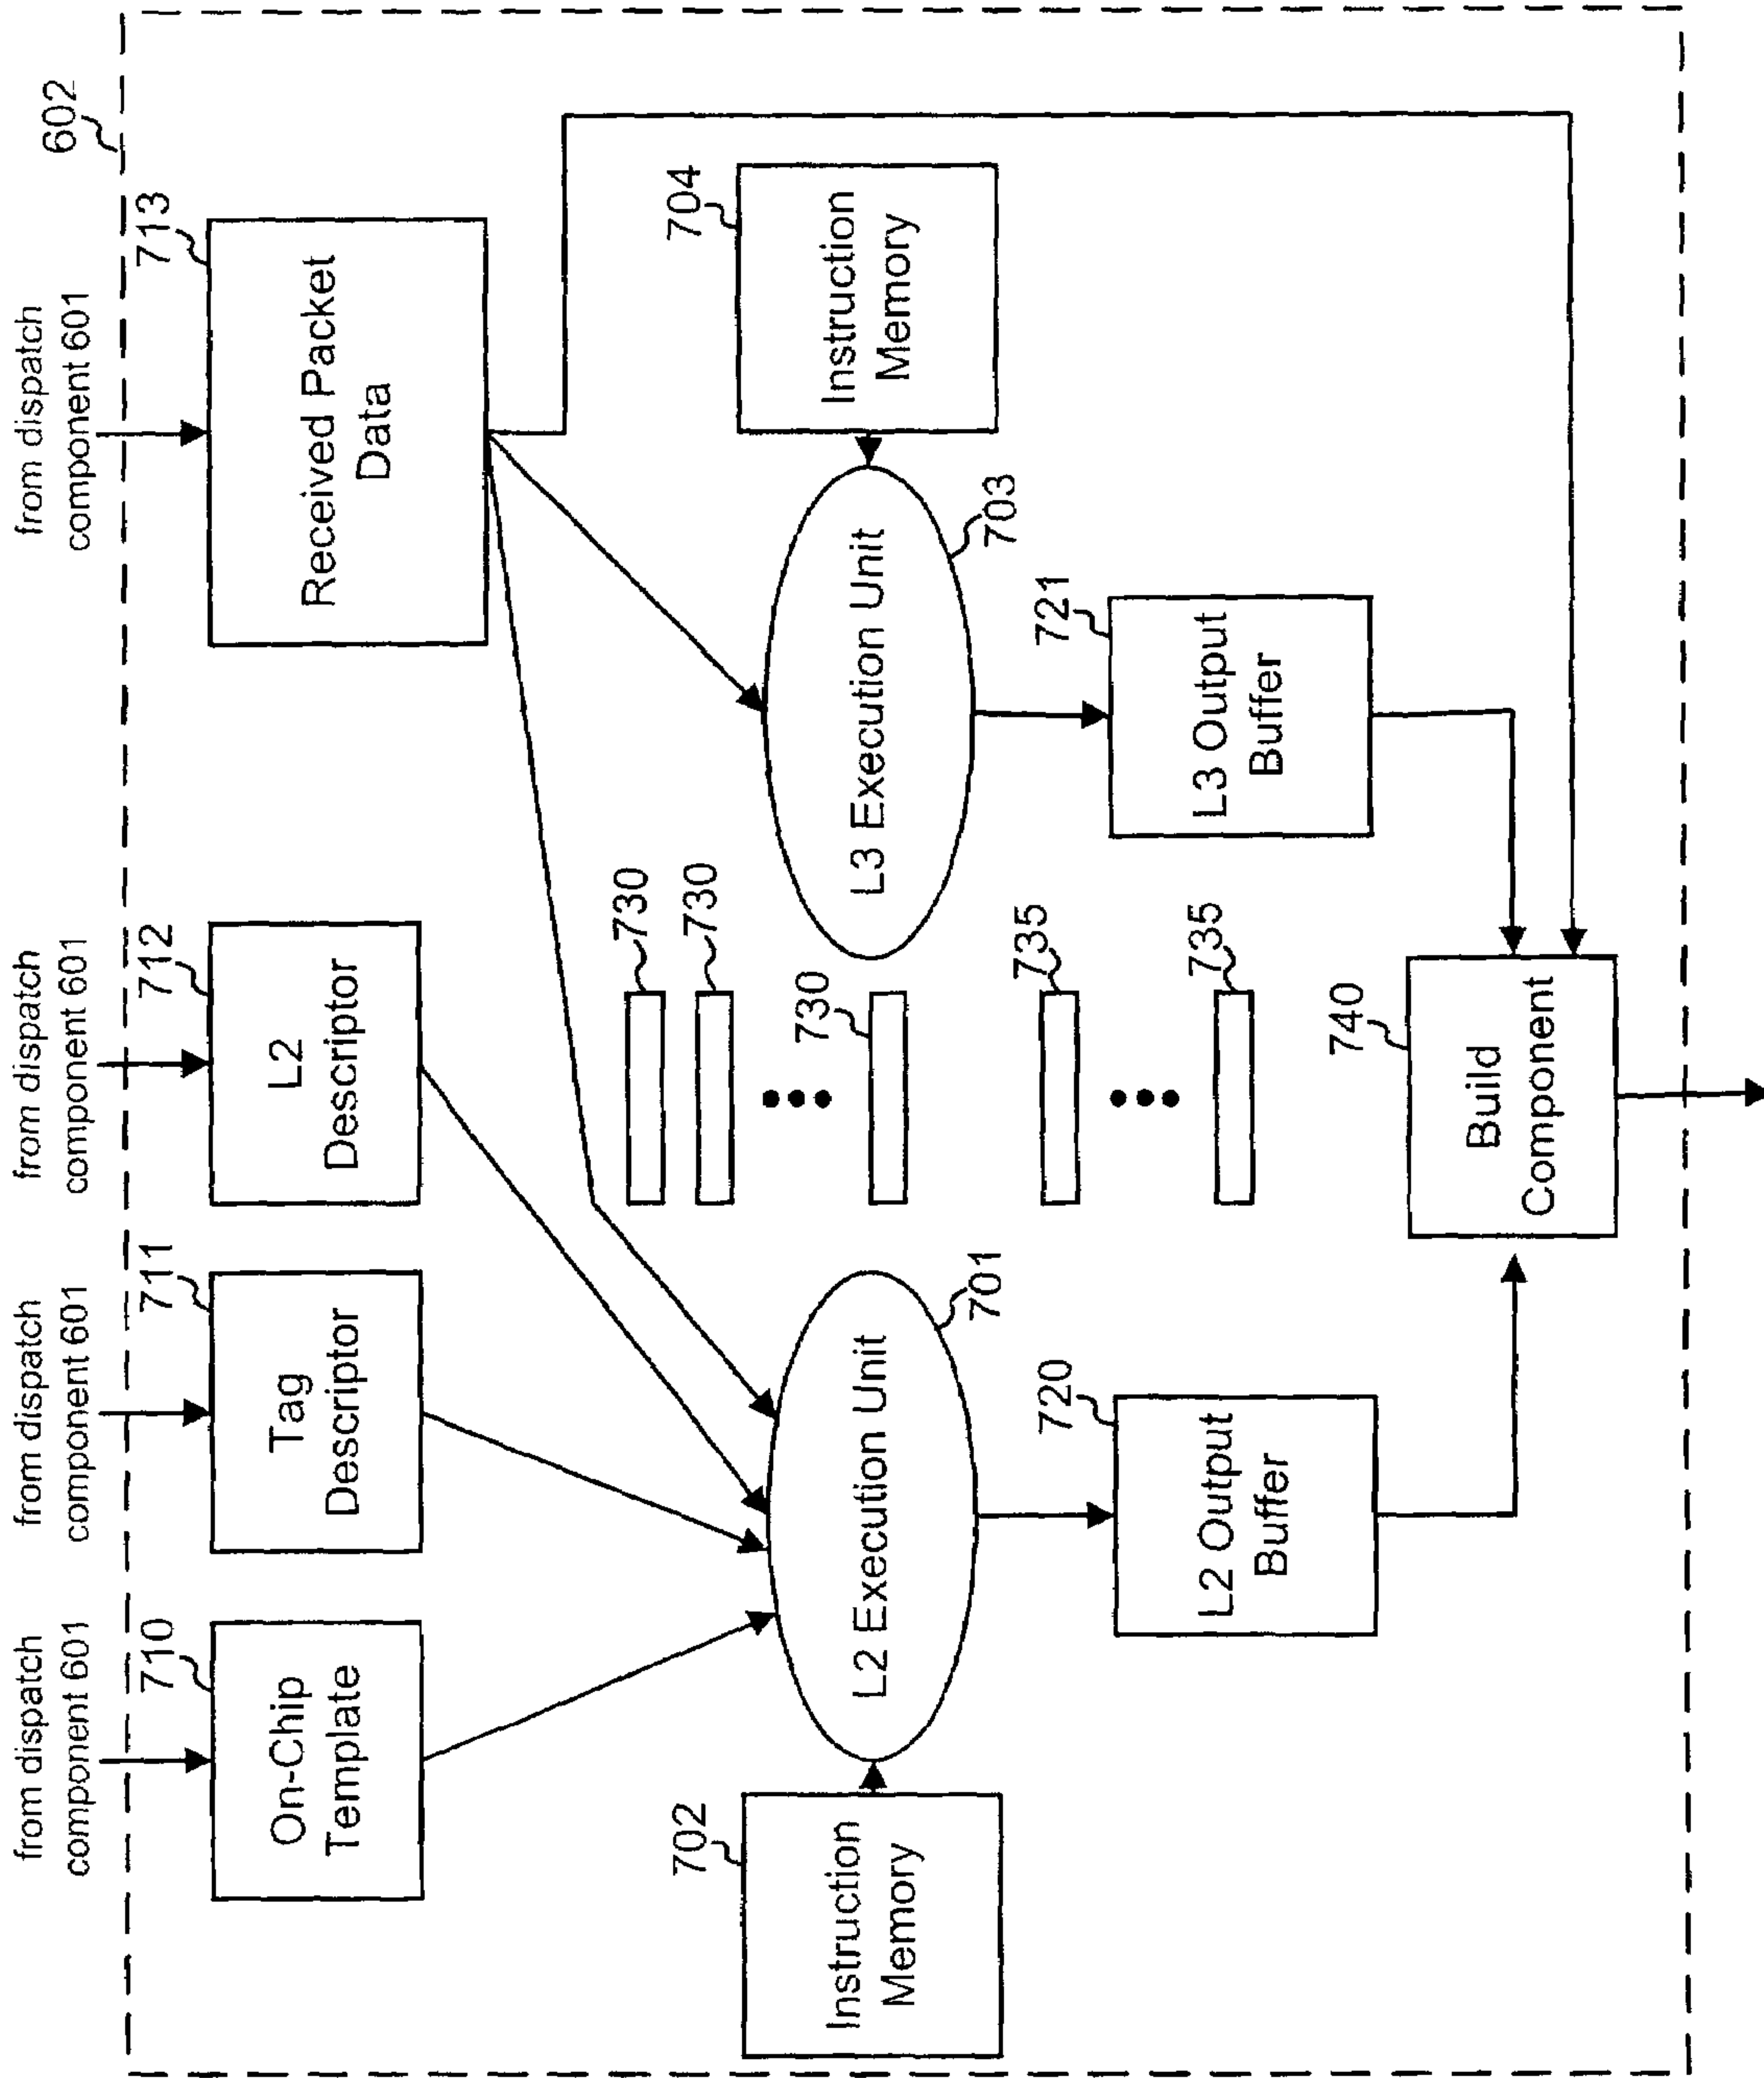 from dispatch
component 601
from dispatch
component 601
from dispatch
component 601
from dispatch
component 601
602
710
711
712
713
On-Chip
Template
Tag
Descriptor
L2
Descriptor
Received Packet
Data
702
Instruction
Memory
L2 Execution Unit
701
730
730
730
L3 Execution Unit
703
704
Instruction
Memory
720
L2 Output
Buffer
735
735
721
L3 Output
Buffer
740
Build
Component